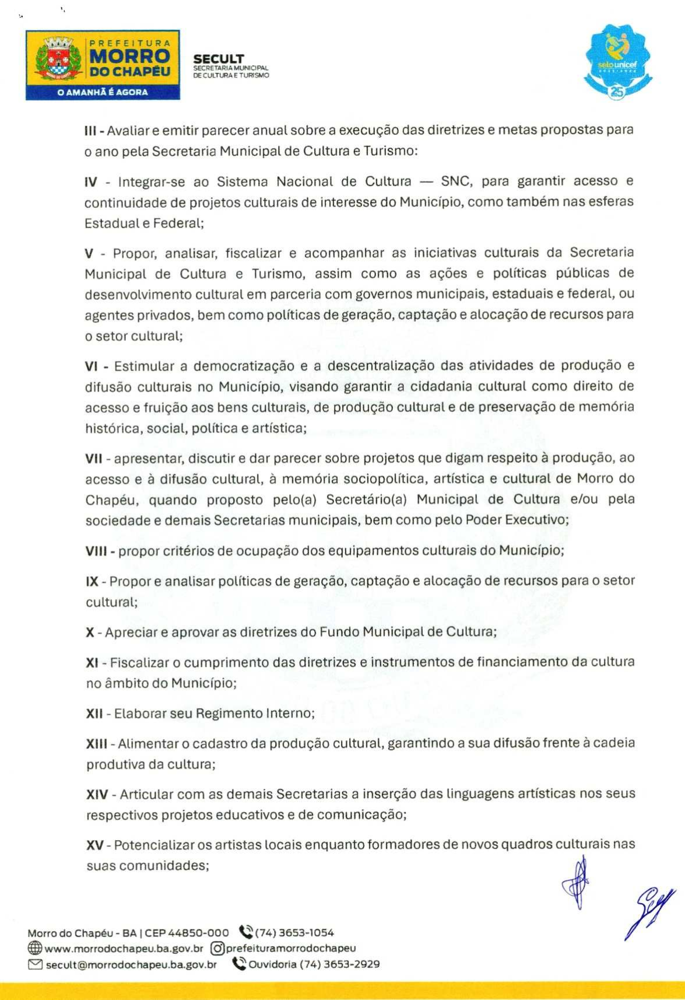 PREFEITURA
MORRO
DO CHAPÉU
O AMANHÃ É AGORA
SECULT
SECRETARIA MUNICIPAL
DE CULTURA E TURISMO
selo unicef
25
III - Avaliar e emitir parecer anual sobre a execução das diretrizes e metas propostas para
o ano pela Secretaria Municipal de Cultura e Turismo:
IV - Integrar-se ao Sistema Nacional de Cultura — SNC, para garantir acesso e
continuidade de projetos culturais de interesse do Município, como também nas esferas
Estadual e Federal;
V - Propor, analisar, fiscalizar e acompanhar as iniciativas culturais da Secretaria
Municipal de Cultura e Turismo, assim como as ações e políticas públicas de
desenvolvimento cultural em parceria com governos municipais, estaduais e federal, ou
agentes privados, bem como políticas de geração, captação e alocação de recursos para
o setor cultural;
VI - Estimular a democratização e a descentralização das atividades de produção e
difusão culturais no Município, visando garantir a cidadania cultural como direito de
acesso e fruição aos bens culturais, de produção cultural e de preservação de memória
histórica, social, política e artística;
VII - apresentar, discutir e dar parecer sobre projetos que digam respeito à produção, ao
acesso e à difusão cultural, à memória sociopolítica, artística e cultural de Morro do
Chapéu, quando proposto pelo(a) Secretário(a) Municipal de Cultura e/ou pela
sociedade e demais Secretarias municipais, bem como pelo Poder Executivo;
VIII - propor critérios de ocupação dos equipamentos culturais do Município;
IX - Propor e analisar políticas de geração, captação e alocação de recursos para o setor
cultural;
X - Apreciar e aprovar as diretrizes do Fundo Municipal de Cultura;
XI - Fiscalizar o cumprimento das diretrizes e instrumentos de financiamento da cultura
no âmbito do Município;
XII - Elaborar seu Regimento Interno;
XIII - Alimentar o cadastro da produção cultural, garantindo a sua difusão frente à cadeia
produtiva da cultura;
XIV - Articular com as demais Secretarias a inserção das linguagens artísticas nos seus
respectivos projetos educativos e de comunicação;
XV - Potencializar os artistas locais enquanto formadores de novos quadros culturais nas
suas comunidades;
Morro do Chapéu - BA | CEP 44850-000 (74) 3653-1054
www.morrodochapeu.ba.gov.br prefeituramorrodochapeu
secult@morrodochapeu.ba.gov.br Ouvidoria (74) 3653-2929